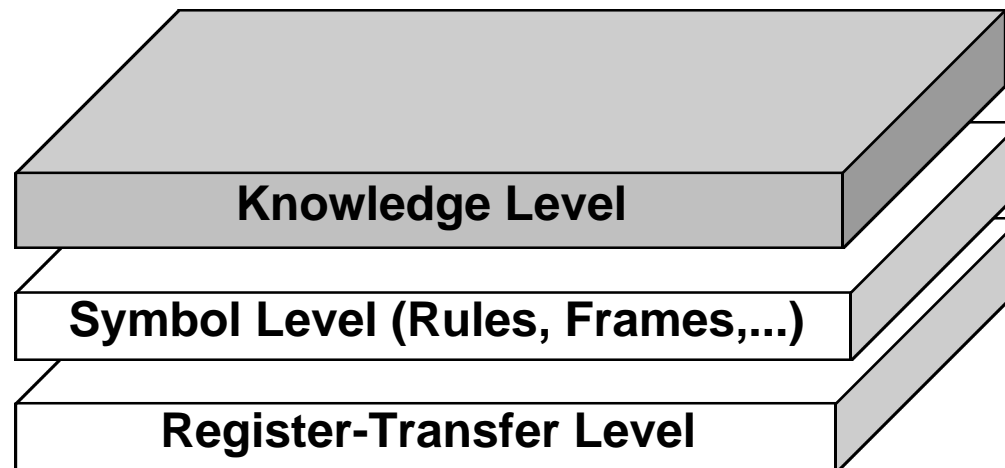 Knowledge Level
Symbol Level (Rules, Frames,...)
Register-Transfer Level